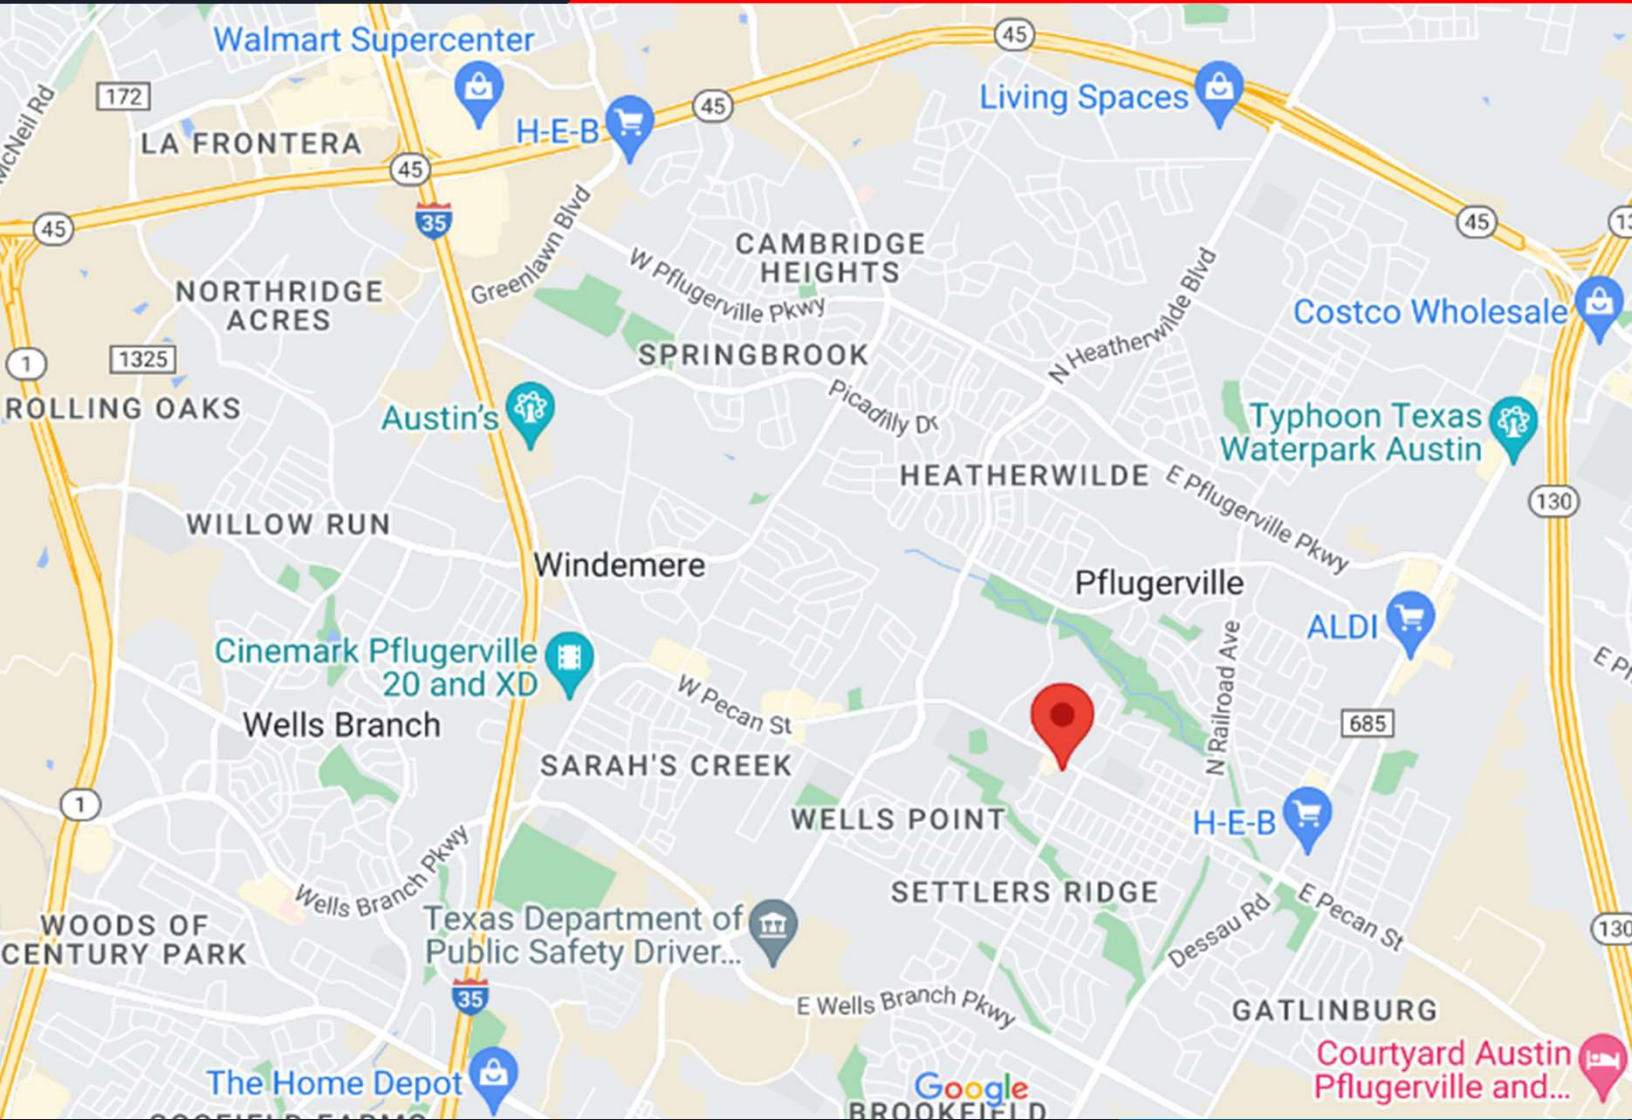 Walmart Supercenter
45
172
Living Spaces
McNeil Rd
45
H-E-B
LA FRONTERA
45
35
45
45
Greenlawn Blvd
W Pflugerville Pkwy
CAMBRIDGE
HEIGHTS
N Heatherwilde Blvd
NORTHRIDGE
ACRES
Costco Wholesale
1
1325
SPRINGBROOK
ROLLING OAKS
Austin's
Picadilly Dr
Typhoon Texas
Waterpark Austin
HEATHERWILDE
E Pflugerville Pkwy
130
WILLOW RUN
Windemere
Pflugerville
ALDI
Cinemark Pflugerville
20 and XD
N Railroad Ave
W Pecan St
Wells Branch
685
SARAH'S CREEK
1
WELLS POINT
H-E-B
Wells Branch Pkwy
SETTLERS RIDGE
E Pecan St
WOODS OF
CENTURY PARK
Texas Department of
Public Safety Driver...
Dessau Rd
130
35
E Wells Branch Pkwy
GATLINBURG
Courtyard Austin
Pflugerville and...
The Home Depot
Google
BROOKFIELD